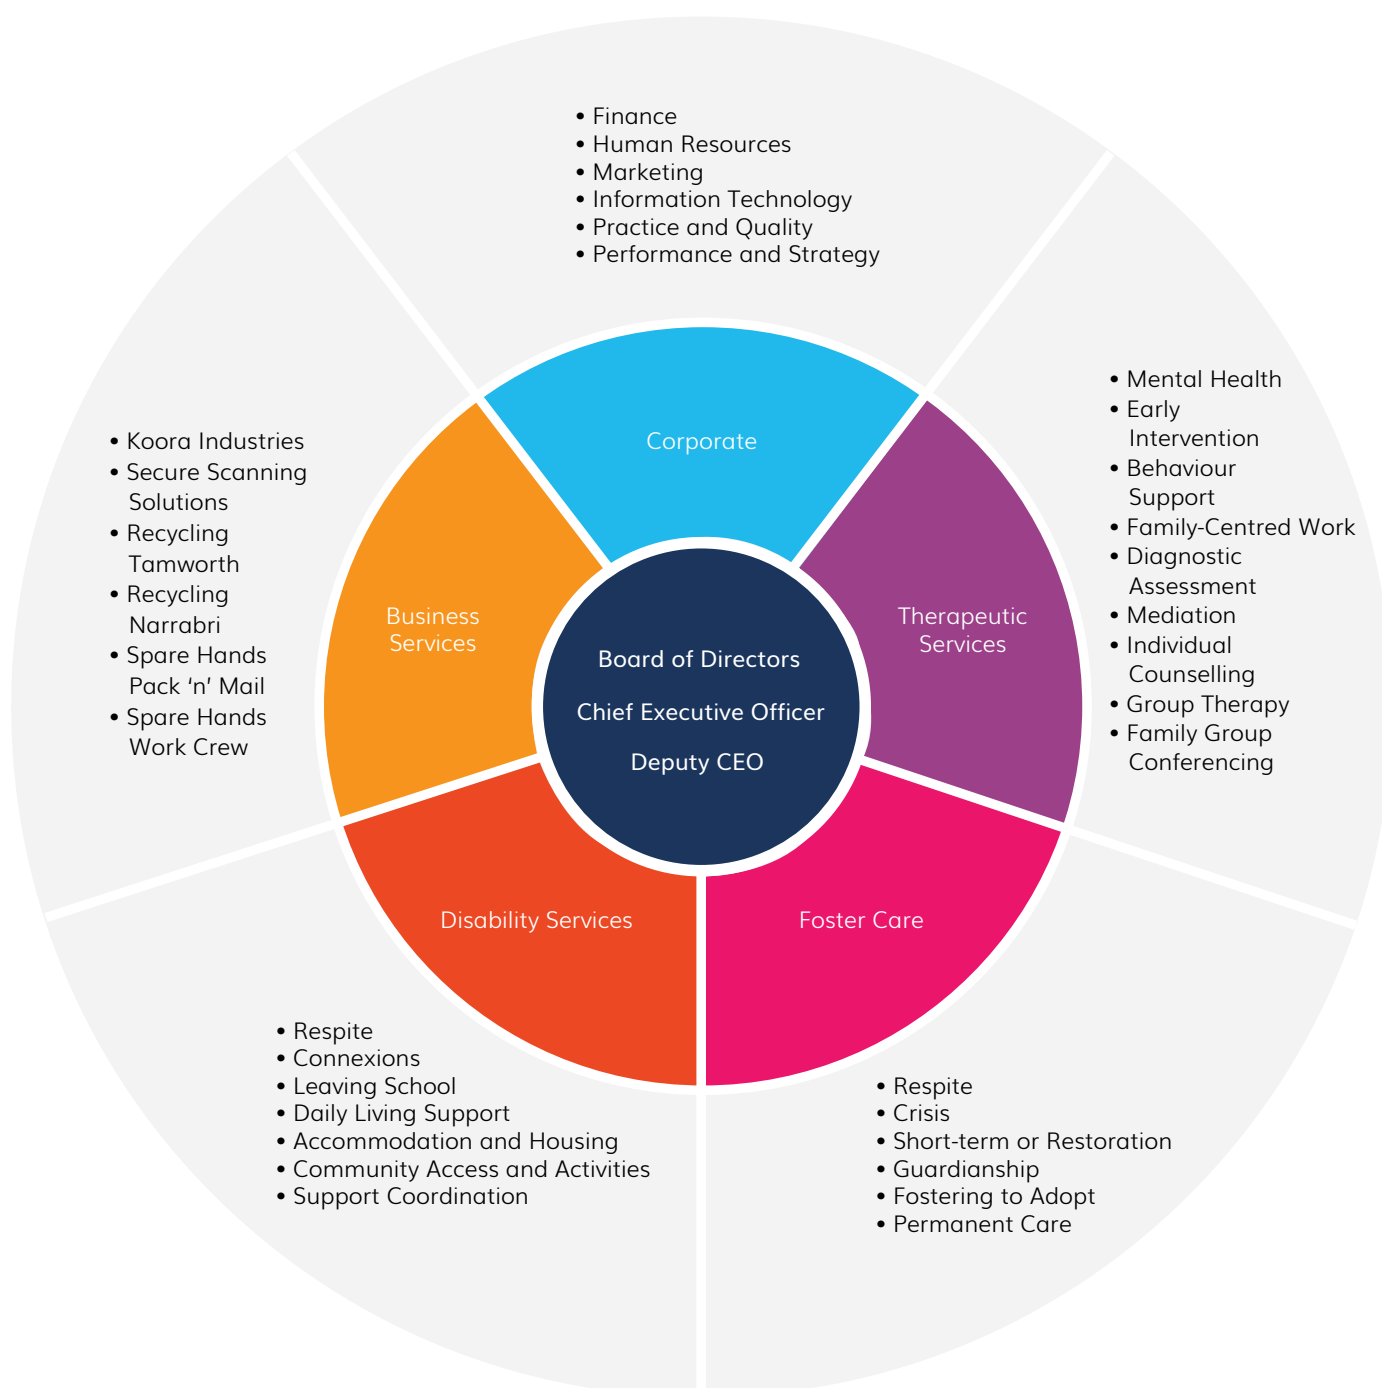 • Finance
• Human Resources
• Marketing
• Information Technology
• Practice and Quality
• Performance and Strategy
• Mental Health
• Early
Intervention
• Behaviour
Support
• Family-Centred Work
• Diagnostic
Assessment
• Mediation
• Individual
Counselling
• Group Therapy
• Family Group
Conferencing
• Koora Industries
• Secure Scanning
Solutions
• Recycling
Tamworth
• Recycling
Narrabri
• Spare Hands
Pack ‘n’ Mail
• Spare Hands
Work Crew
Corporate
Business
Services
Therapeutic
Services
Board of Directors
Chief Executive Officer
Deputy CEO
Disability Services
Foster Care
• Respite
• Connexions
• Leaving School
• Daily Living Support
• Accommodation and Housing
• Community Access and Activities
• Support Coordination
• Respite
• Crisis
• Short-term or Restoration
• Guardianship
• Fostering to Adopt
• Permanent Care